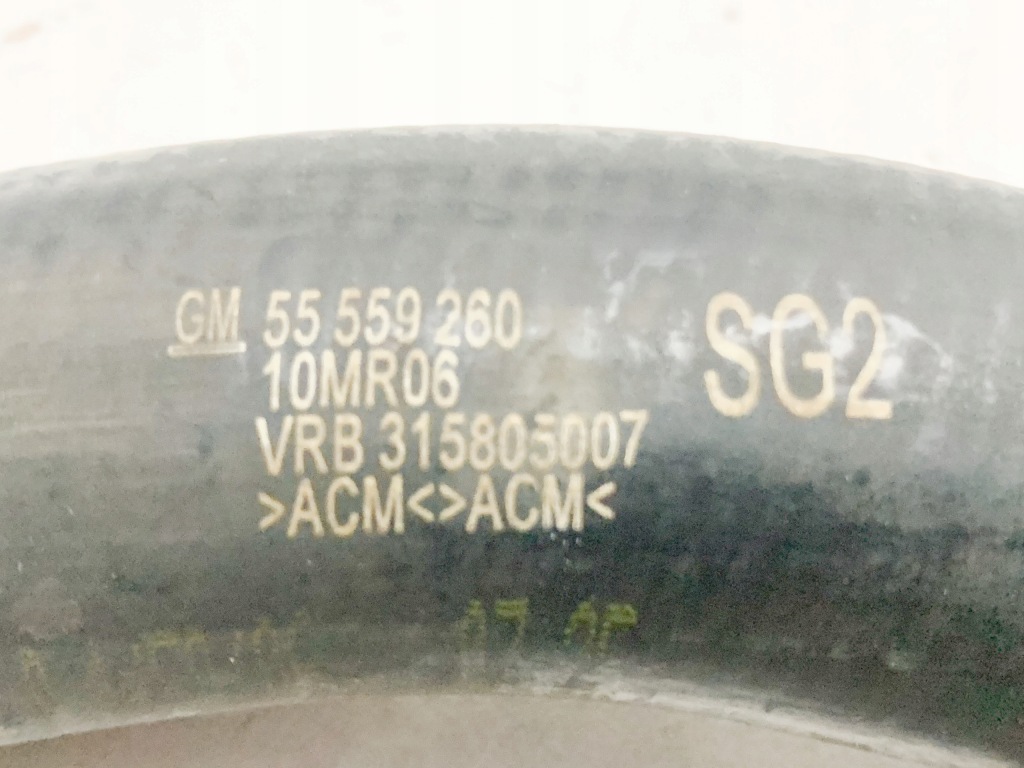 GM 55 559 260
10MR06
VRB 315805007
>ACM<>ACM<
SG2